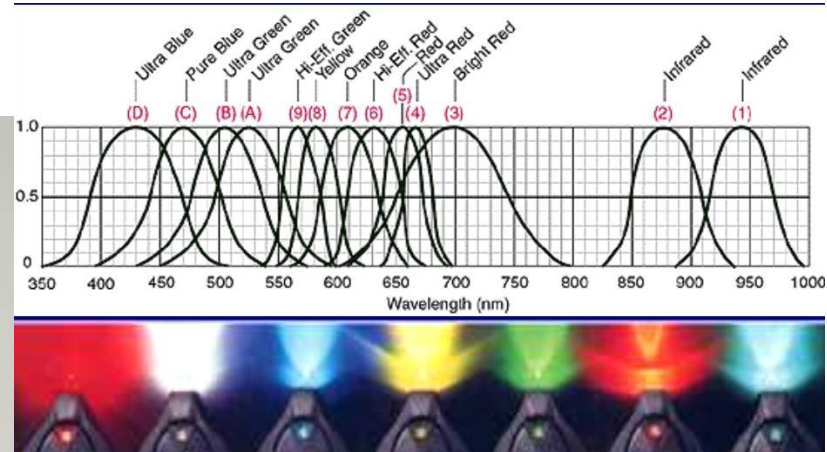 Ultra Blue
Pure Blue
Ultra Green
Ultra Green
Hi-Eff. Green
Yellow
Orange
Hi-Eff. Red
Red
Ultra Red
Bright Red
Infrared
Infrared
(D) (C) (B) (A) (9) (8) (7) (6) (5) (4) (3) (2) (1)
1.0
0.5
0
350 400 450 500 550 600 650 700 750 800 850 900 950 1000
Wavelength (nm)